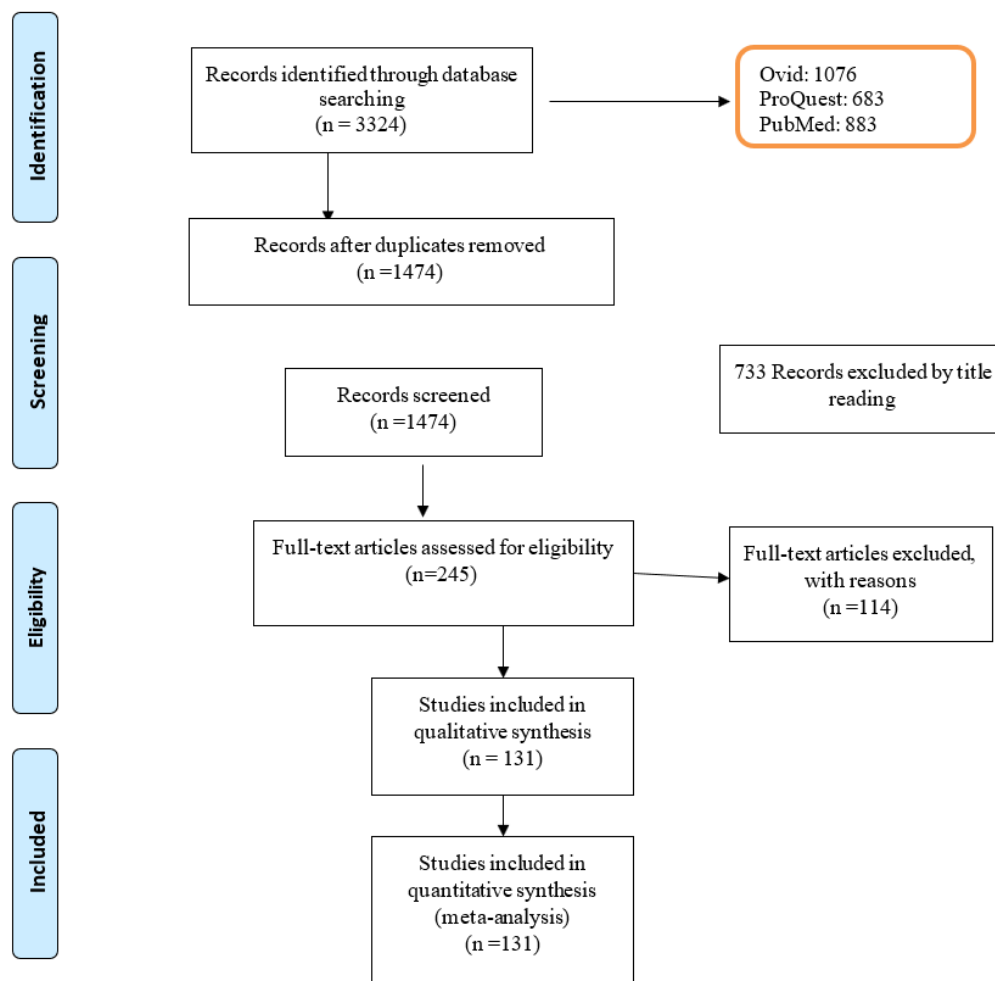 Identification
Records identified through database
searching
(n = 3324)
Ovid: 1076
ProQuest: 683
PubMed: 883
Records after duplicates removed
(n =1474)
Screening
Records screened
(n =1474)
733 Records excluded by title
reading
Eligibility
Full-text articles assessed for eligibility
(n=245)
Full-text articles excluded,
with reasons
(n =114)
Studies included in
qualitative synthesis
(n = 131)
Included
Studies included in
quantitative synthesis
(meta-analysis)
(n =131)